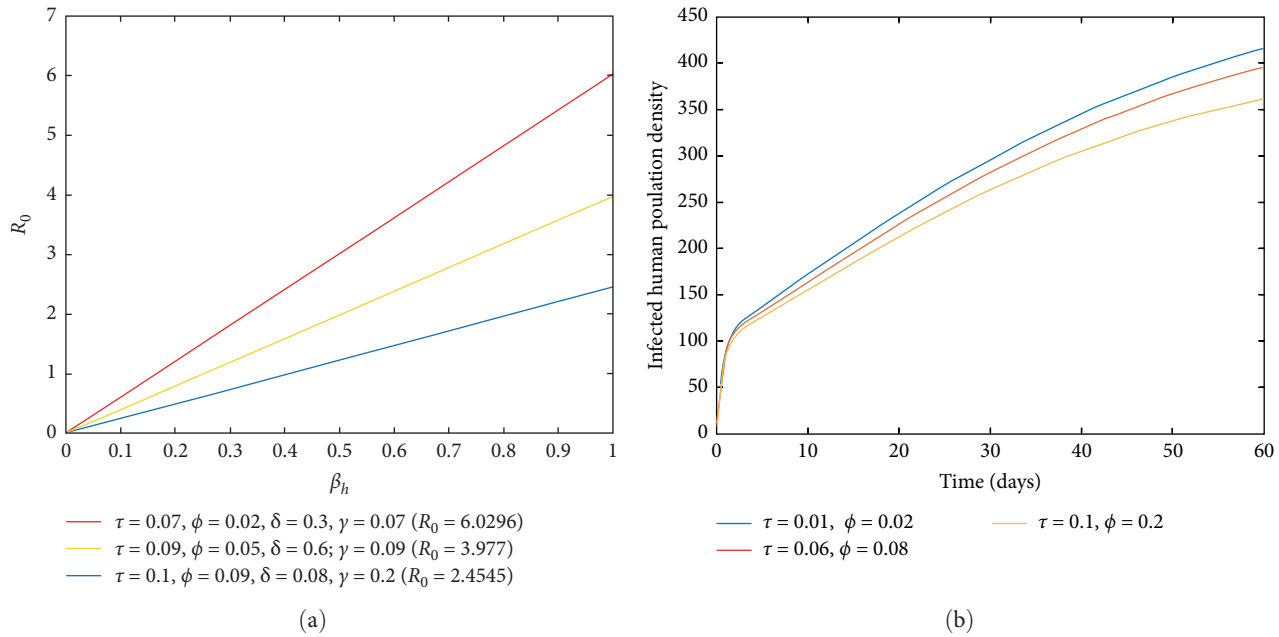 7
6
5
4
3
2
1
0
R₀
0 0.1 0.2 0.3 0.4 0.5 0.6 0.7 0.8 0.9 1
βₕ
τ = 0.07, ϕ = 0.02, δ = 0.3, γ = 0.07 (R₀ = 6.0296)
τ = 0.09, ϕ = 0.05, δ = 0.6; γ = 0.09 (R₀ = 3.977)
τ = 0.1, ϕ = 0.09, δ = 0.08, γ = 0.2 (R₀ = 2.4545)
(a)
450
400
350
300
250
200
150
100
50
0
Infected human poulation density
0 10 20 30 40 50 60
Time (days)
τ = 0.01, ϕ = 0.02 τ = 0.1, ϕ = 0.2
τ = 0.06, ϕ = 0.08
(b)